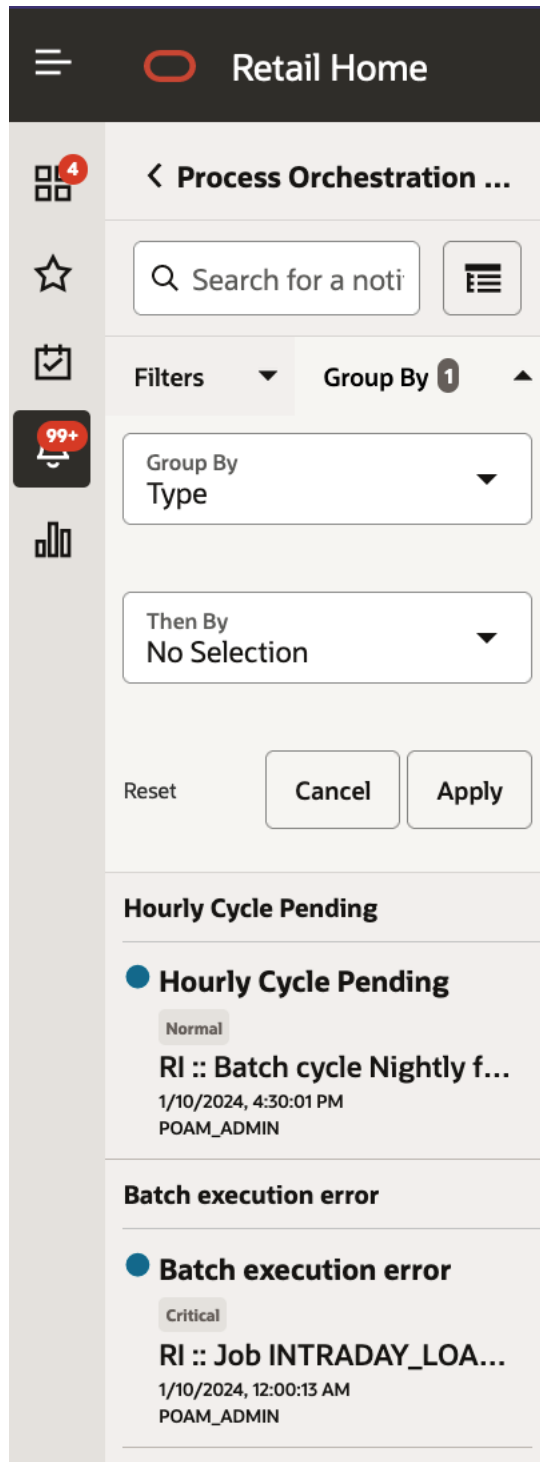 Retail Home
4
Process Orchestration ...
Search for a noti
Filters
Group By 1
99+
Group By
Type
Then By
No Selection
Reset
Cancel
Apply
Hourly Cycle Pending
Hourly Cycle Pending
Normal
RI :: Batch cycle Nightly f...
1/10/2024, 4:30:01 PM
POAM_ADMIN
Batch execution error
Batch execution error
Critical
RI :: Job INTRADAY_LOA...
1/10/2024, 12:00:13 AM
POAM_ADMIN